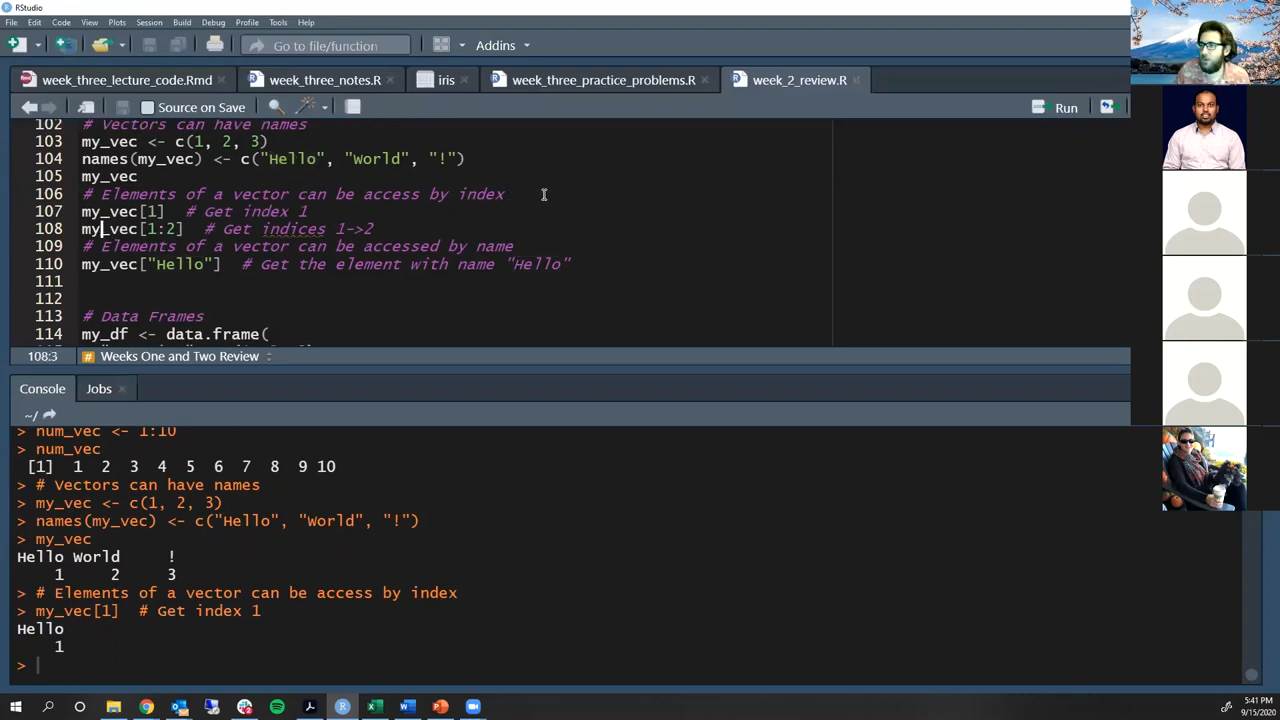 RStudio
File Edit Code View Plots Session Build Debug Profile Tools Help
Go to file/function Addins
week_three_lecture_code.Rmd week_three_notes.R iris week_three_practice_problems.R week_2_review.R
Source on Save Run
102 # Vectors can have names
103 my_vec <- c(1, 2, 3)
104 names(my_vec) <- c("Hello", "World", "!")
105 my_vec
106 # Elements of a vector can be access by index
107 my_vec[1]  # Get index 1
108 my_vec[1:2]  # Get indices 1->2
109 # Elements of a vector can be accessed by name
110 my_vec["Hello"]  # Get the element with name "Hello"
111
112
113 # Data Frames
114 my_df <- data.frame(
108:3 # Weeks One and Two Review
Console Jobs
~/
> num_vec <- 1:10
> num_vec
[1] 1 2 3 4 5 6 7 8 9 10
> # Vectors can have names
> my_vec <- c(1, 2, 3)
> names(my_vec) <- c("Hello", "World", "!")
> my_vec
Hello World !
1 2 3
> # Elements of a vector can be access by index
> my_vec[1]  # Get index 1
Hello
1
>
5:41 PM
9/15/2020